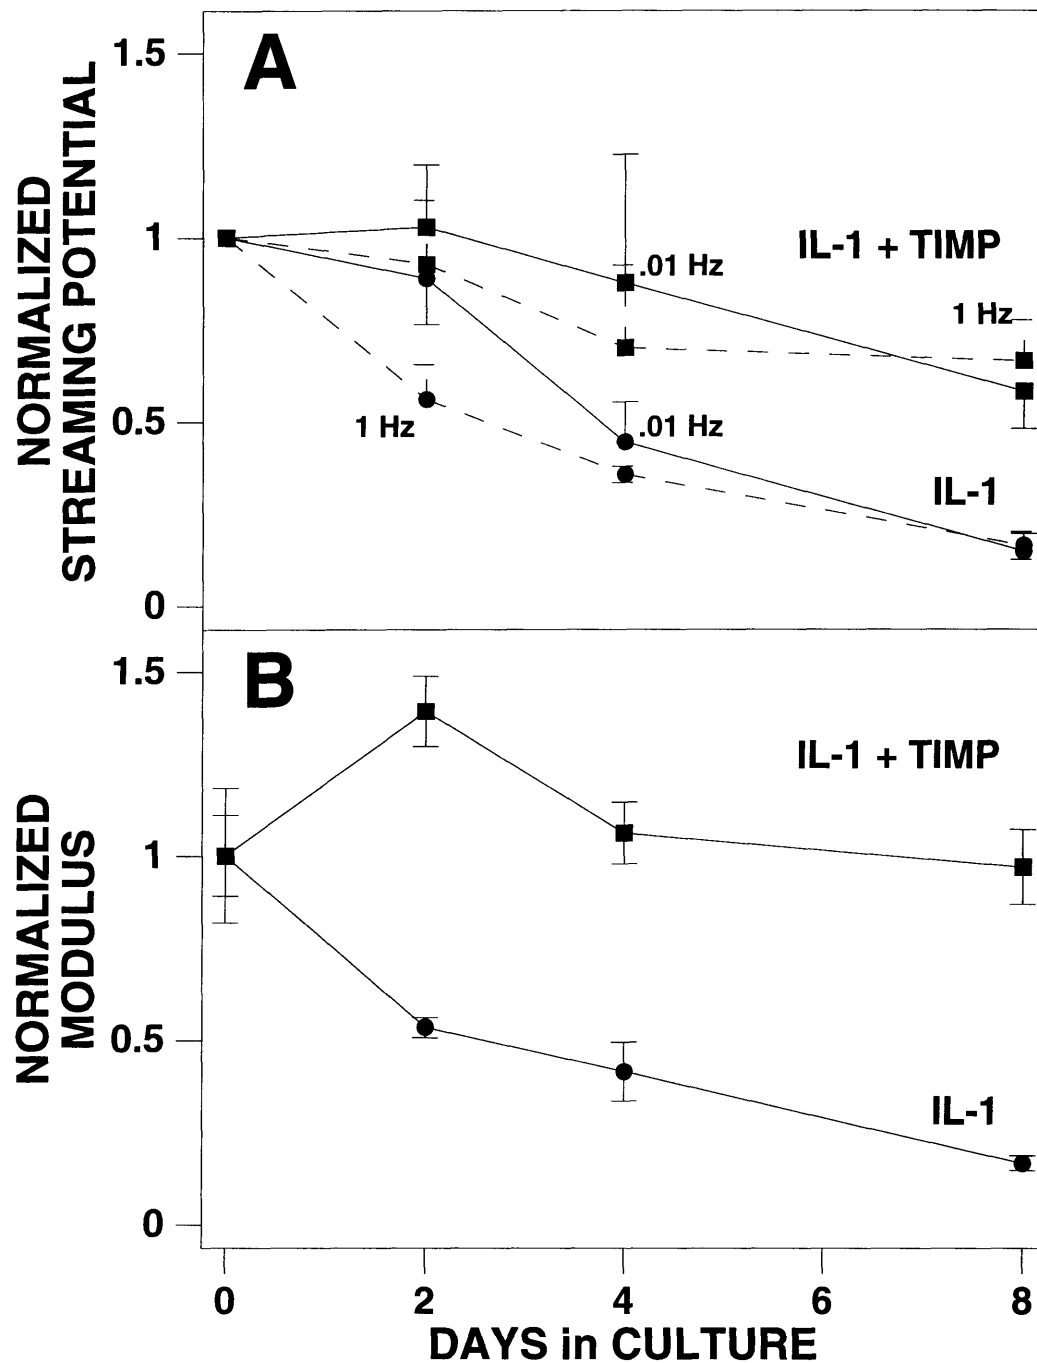 A
1.5
1
0.5
0
NORMALIZED
STREAMING POTENTIAL
IL-1 + TIMP
.01 Hz
1 Hz
1 Hz
.01 Hz
IL-1
B
1.5
1
0.5
0
NORMALIZED
MODULUS
IL-1 + TIMP
IL-1
0 2 4 6 8
DAYS in CULTURE